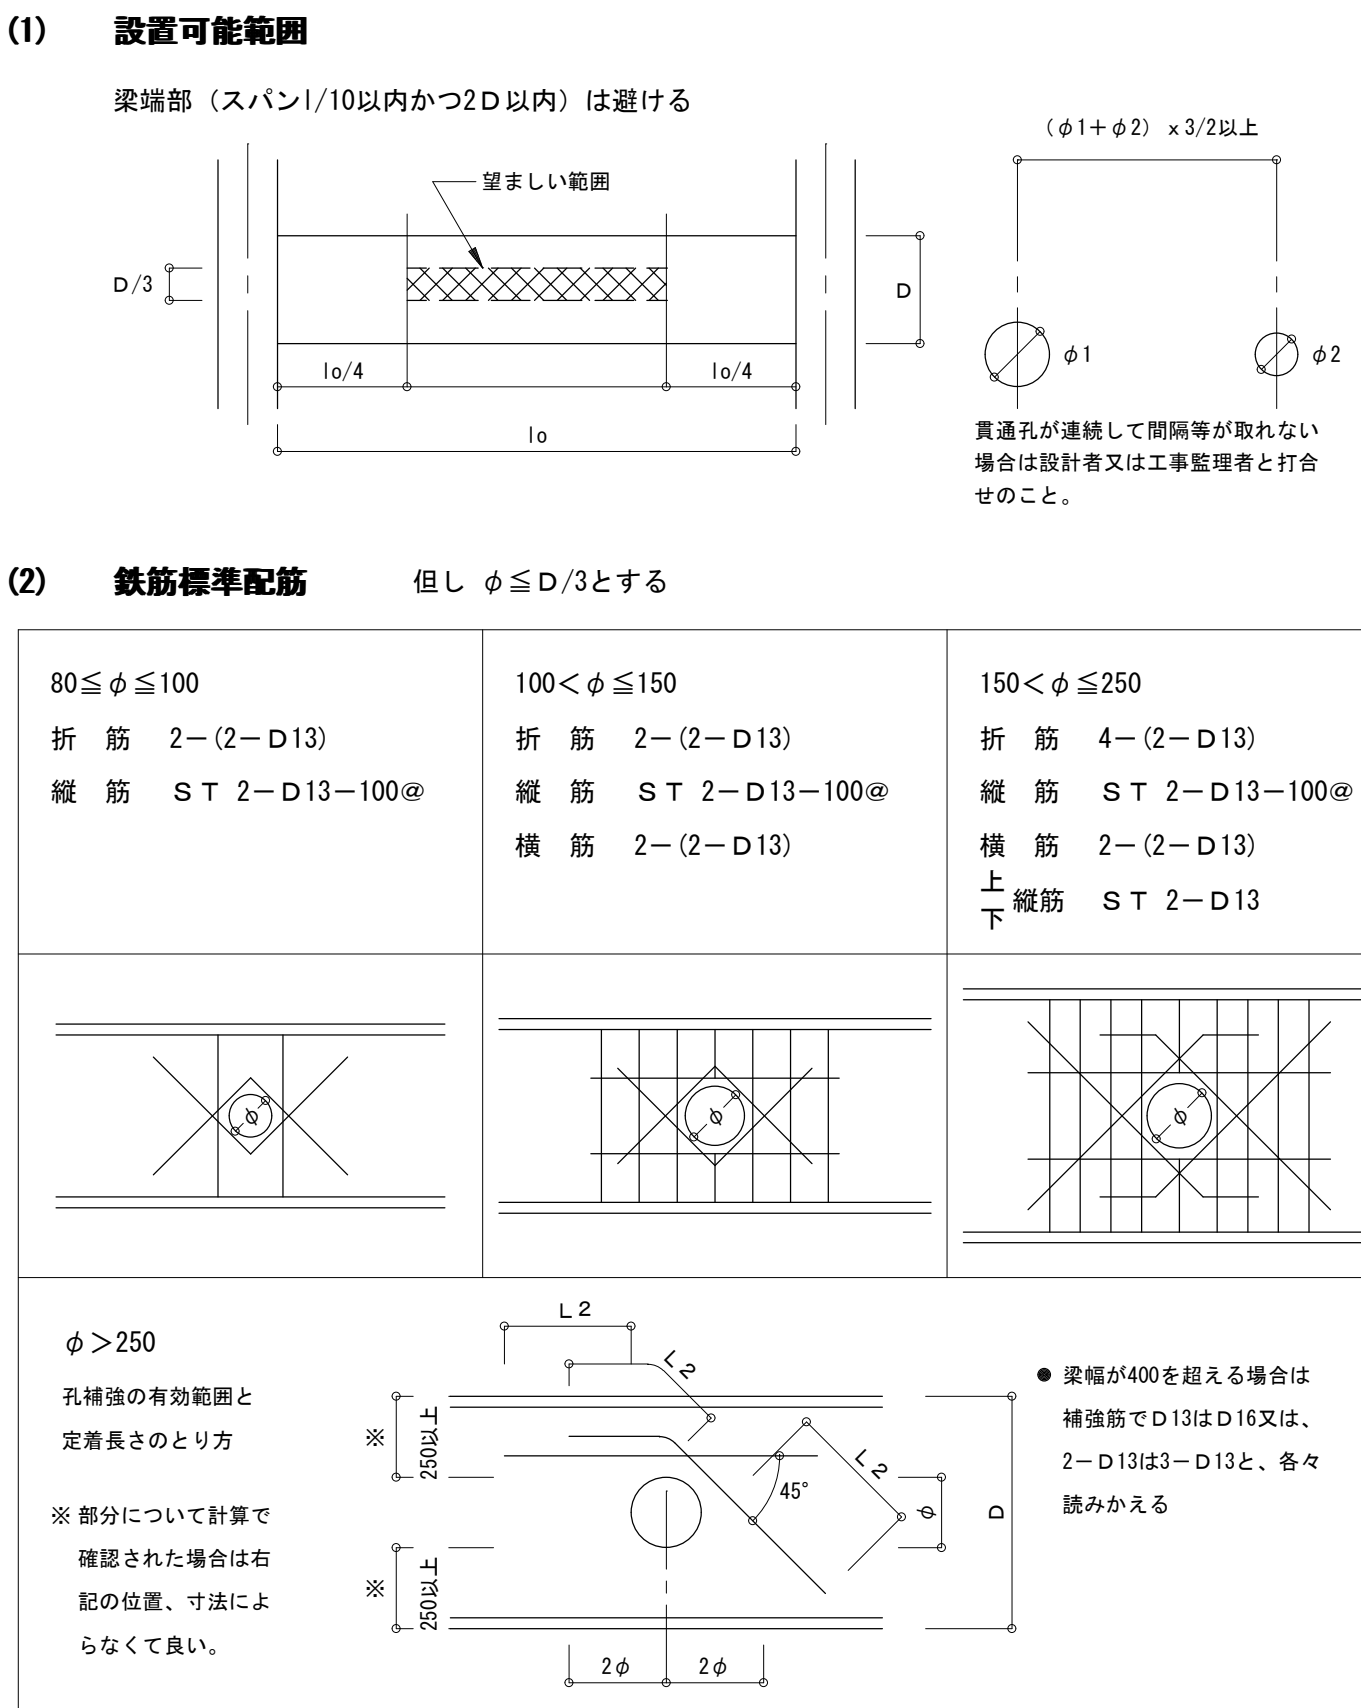 (1) 設置可能範囲
梁端部（スパンl/10以内かつ2D以内）は避ける
望ましい範囲
D/3
D
lo/4
lo/4
lo
（φ1＋φ2）×3/2以上
φ1
φ2
貫通孔が連続して間隔等が取れない
場合は設計者又は工事監理者と打合
せのこと。
(2) 鉄筋標準配筋 但し φ≦D/3とする
80≦φ≦100
折 筋 2－(2－D13)
縦 筋 ST 2－D13－100@
100＜φ≦150
折 筋 2－(2－D13)
縦 筋 ST 2－D13－100@
横 筋 2－(2－D13)
150＜φ≦250
折 筋 4－(2－D13)
縦 筋 ST 2－D13－100@
横 筋 2－(2－D13)
上下縦筋 ST 2－D13
φ
φ
φ
φ＞250
孔補強の有効範囲と
定着長さのとり方
※ 部分について計算で
確認された場合は右
記の位置、寸法によ
らなくて良い。
L2
L2
L2
45°
※
250以上
※
250以上
φ
D
2φ
2φ
● 梁幅が400を超える場合は
補強筋でD13はD16又は、
2－D13は3－D13と、各々
読みかえる